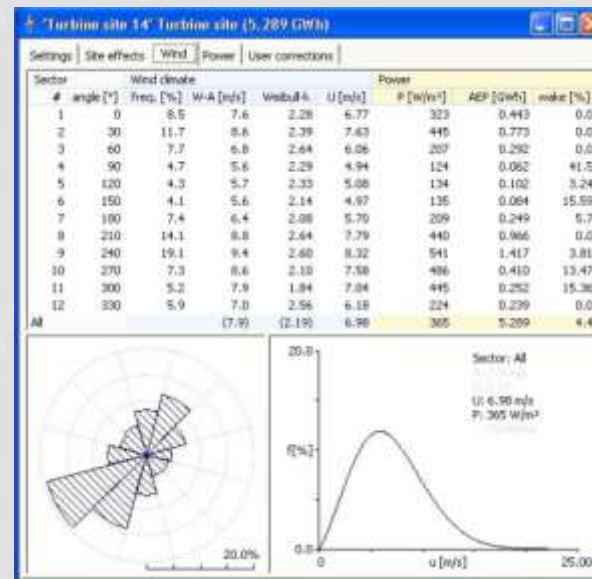 'Turbine site 14' Turbine site (5.289 GWh)
Settings Site effects Wind Power User corrections
Sector Wind climate Power
# angle [°] freq. [%] W-A [m/s] Weibull-k U [m/s] P [W/m²] AEP [GWh] wake [%]
1 0 8.5 7.6 2.28 6.77 323 0.443 0.0
2 30 11.7 8.6 2.39 7.63 445 0.773 0.0
3 60 7.7 6.8 2.64 6.06 207 0.292 0.0
4 90 4.7 5.6 2.29 4.94 124 0.062 41.5
5 120 4.3 5.7 2.33 5.08 134 0.102 3.24
6 150 4.1 5.6 2.14 4.97 135 0.084 15.59
7 180 7.4 6.4 2.08 5.70 209 0.249 5.7
8 210 14.1 8.8 2.64 7.79 440 0.966 0.0
9 240 19.1 9.4 2.60 8.32 541 1.417 3.81
10 270 7.3 8.6 2.10 7.58 486 0.410 13.47
11 300 5.2 7.9 1.84 7.04 445 0.252 15.36
12 330 5.9 7.0 2.56 6.18 224 0.239 0.0
All (7.9) (2.19) 6.98 365 5.289 4.4
20.0%
20.0
Sector: All
U: 6.98 m/s
P: 365 W/m²
f[%]
0.0
0 u [m/s] 25.00